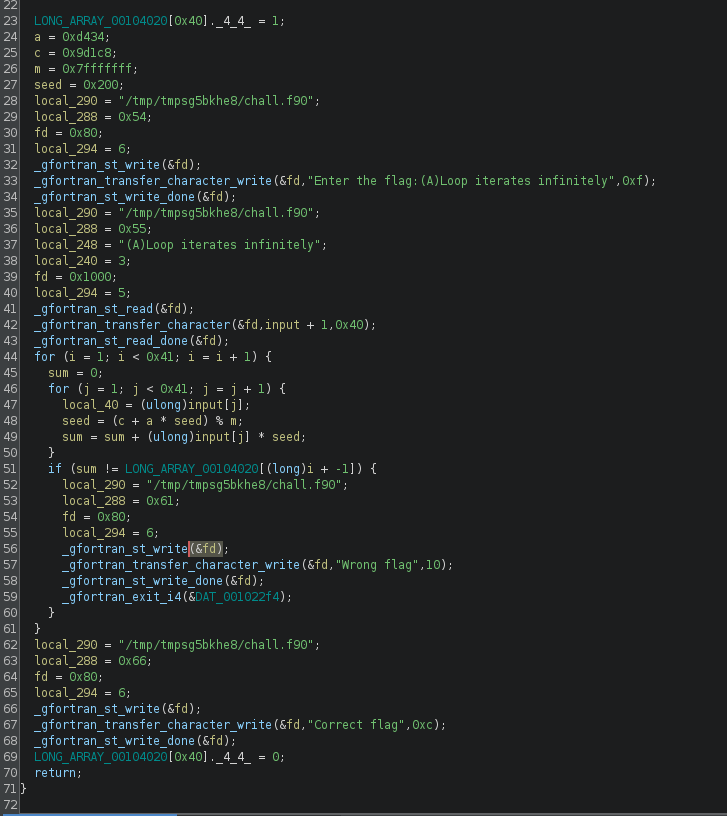 22
23 LONG_ARRAY_00104020[0x40]._4_4_ = 1;
24 a = 0xd434;
25 c = 0x9d1c8;
26 m = 0x7fffffff;
27 seed = 0x200;
28 local_290 = "/tmp/tmpsg5bkhe8/chall.f90";
29 local_288 = 0x54;
30 fd = 0x80;
31 local_294 = 6;
32 _gfortran_st_write(&fd);
33 _gfortran_transfer_character_write(&fd,"Enter the flag:(A)Loop iterates infinitely",0xf);
34 _gfortran_st_write_done(&fd);
35 local_290 = "/tmp/tmpsg5bkhe8/chall.f90";
36 local_288 = 0x55;
37 local_248 = "(A)Loop iterates infinitely";
38 local_240 = 3;
39 fd = 0x1000;
40 local_294 = 5;
41 _gfortran_st_read(&fd);
42 _gfortran_transfer_character(&fd,input + 1,0x40);
43 _gfortran_st_read_done(&fd);
44 for (i = 1; i < 0x41; i = i + 1) {
45 sum = 0;
46 for (j = 1; j < 0x41; j = j + 1) {
47 local_40 = (ulong)input[j];
48 seed = (c + a * seed) % m;
49 sum = sum + (ulong)input[j] * seed;
50 }
51 if (sum != LONG_ARRAY_00104020[(long)i + -1]) {
52 local_290 = "/tmp/tmpsg5bkhe8/chall.f90";
53 local_288 = 0x61;
54 fd = 0x80;
55 local_294 = 6;
56 _gfortran_st_write(&fd);
57 _gfortran_transfer_character_write(&fd,"Wrong flag",10);
58 _gfortran_st_write_done(&fd);
59 _gfortran_exit_i4(&DAT_001022f4);
60 }
61 }
62 local_290 = "/tmp/tmpsg5bkhe8/chall.f90";
63 local_288 = 0x66;
64 fd = 0x80;
65 local_294 = 6;
66 _gfortran_st_write(&fd);
67 _gfortran_transfer_character_write(&fd,"Correct flag",0xc);
68 _gfortran_st_write_done(&fd);
69 LONG_ARRAY_00104020[0x40]._4_4_ = 0;
70 return;
71 }
72